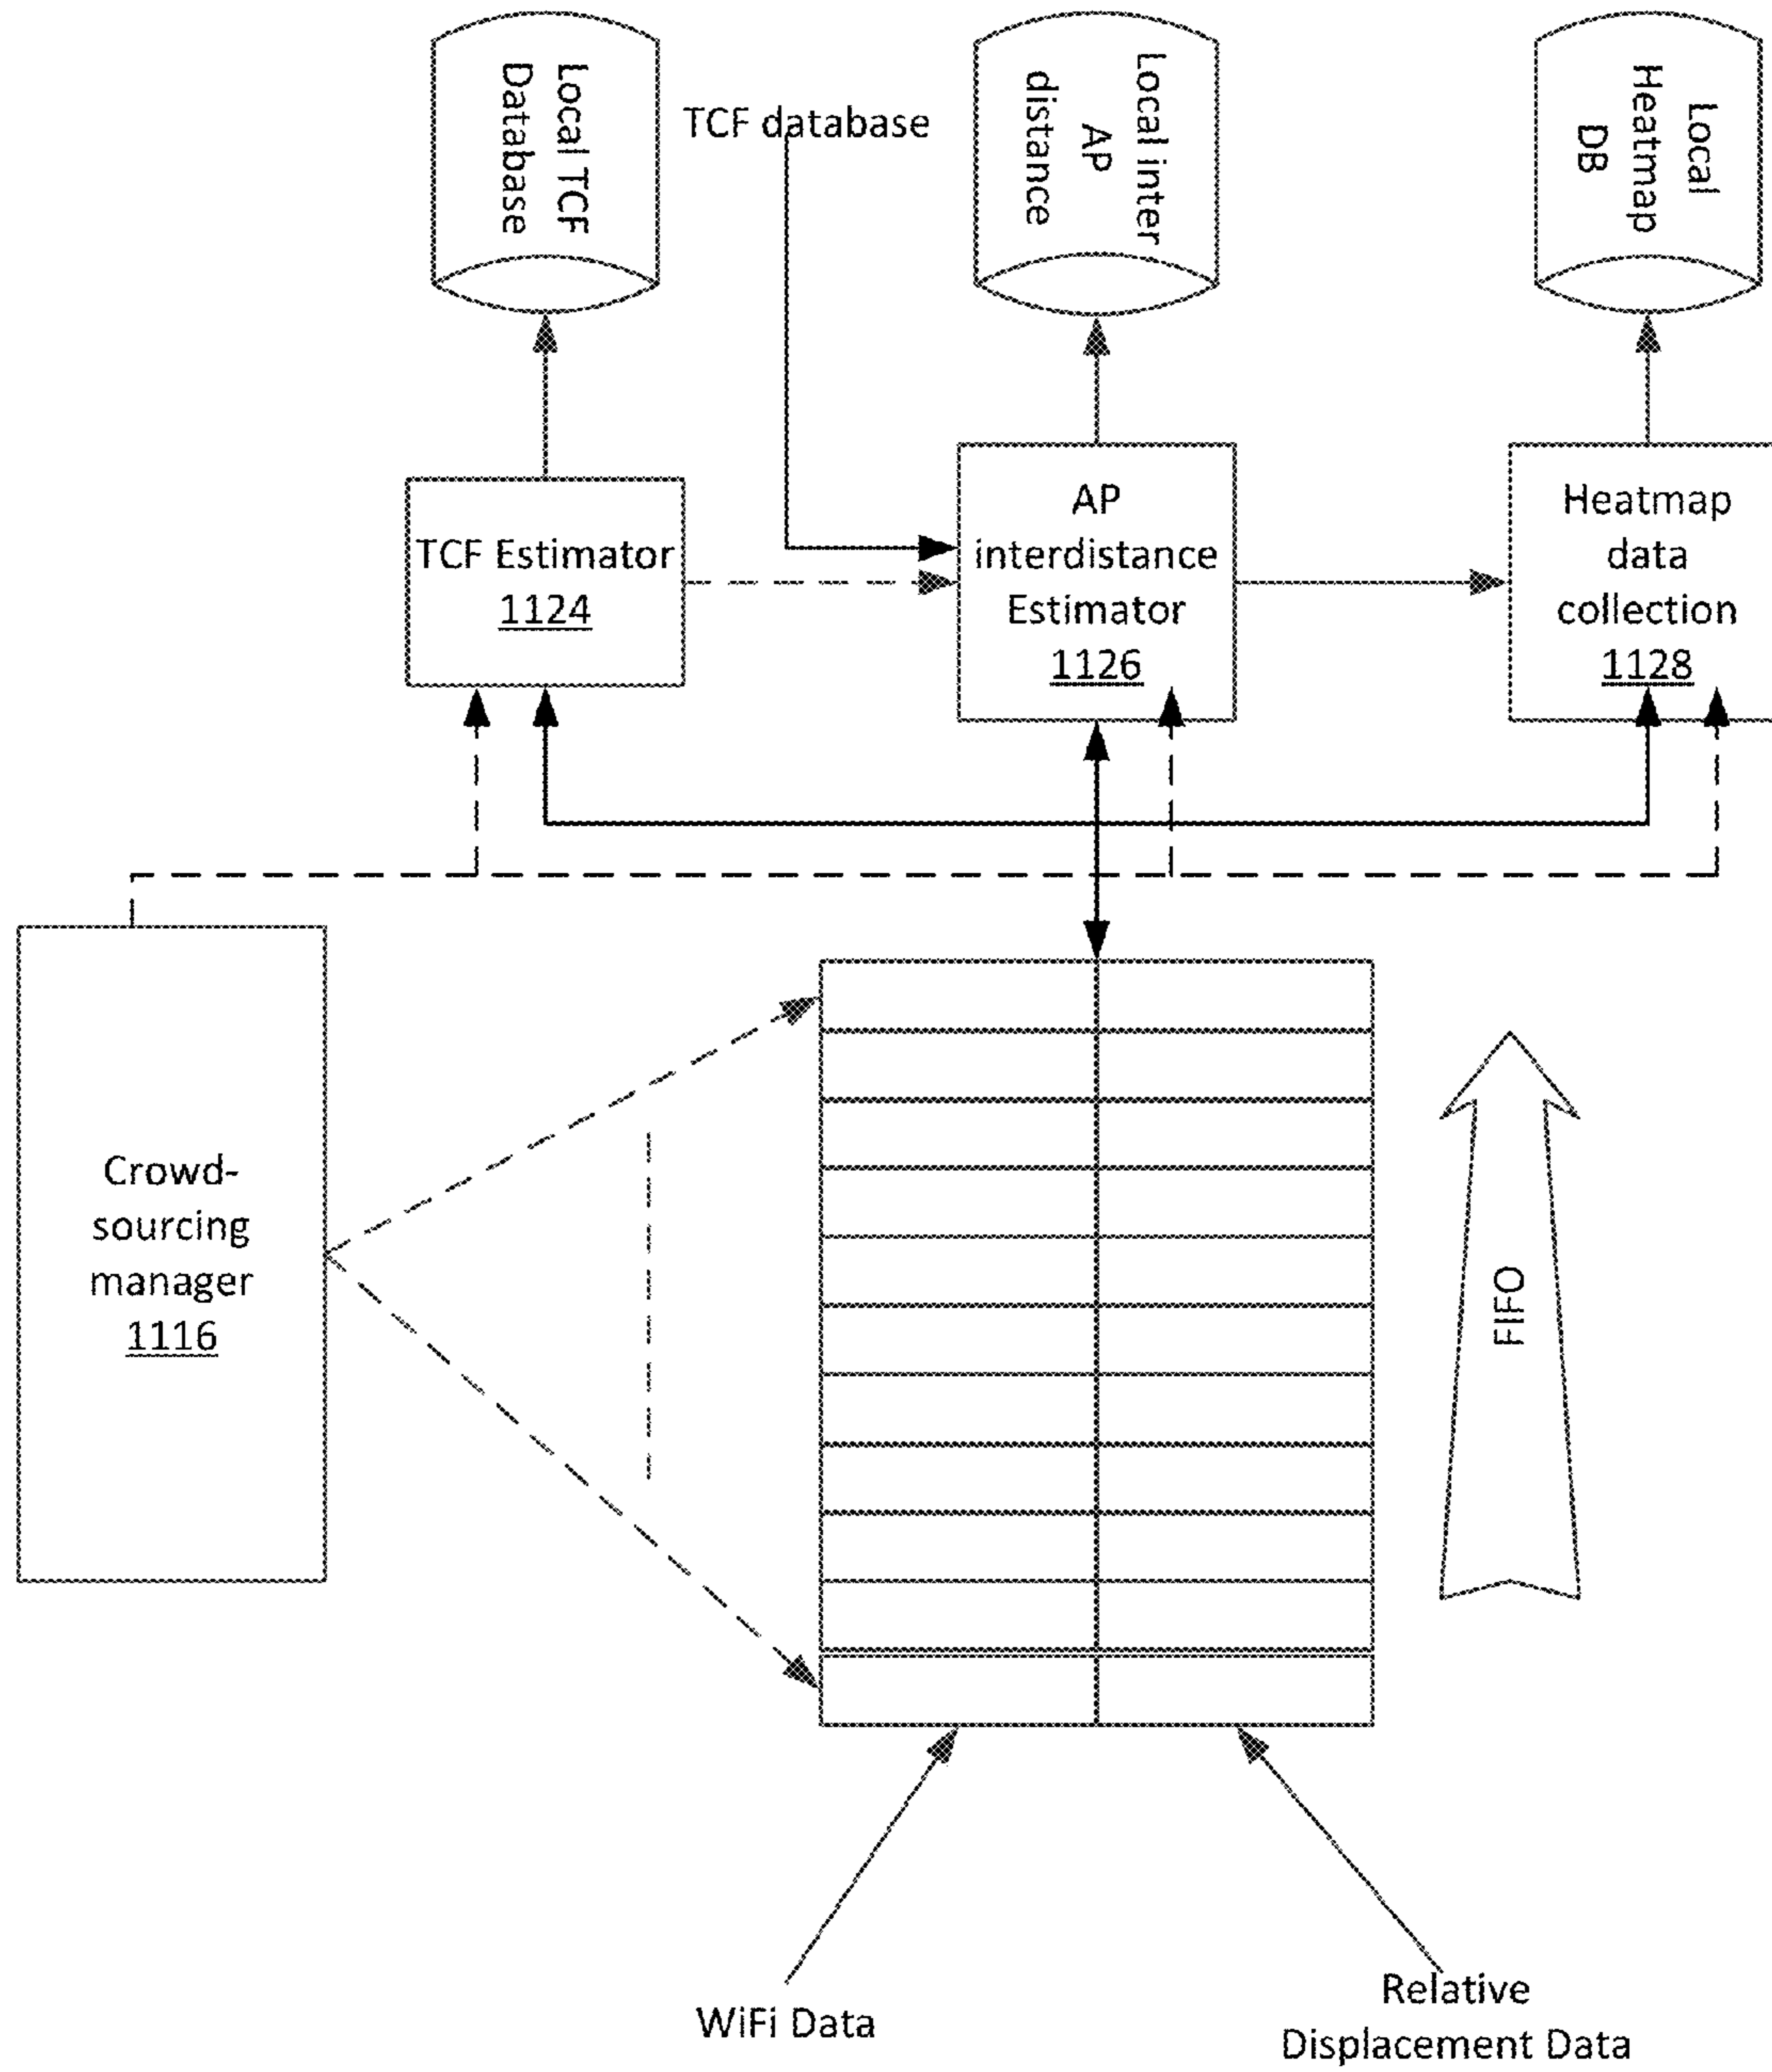 Local TCF
Database
TCF database
Local inter
AP
distance
Local
Heatmap
DB
TCF Estimator
1124
AP
interdistance
Estimator
1126
Heatmap
data
collection
1128
Crowd-
sourcing
manager
1116
FIFO
WiFi Data
Relative
Displacement Data